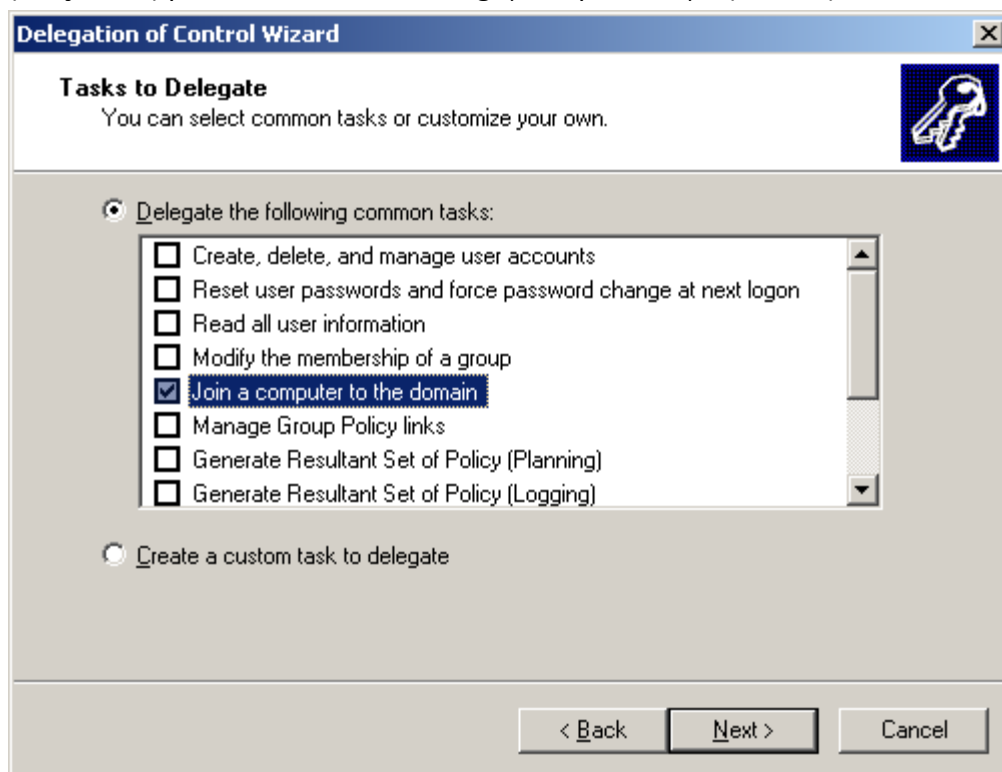 Delegation of Control Wizard
Tasks to Delegate
You can select common tasks or customize your own.
Delegate the following common tasks:
Create, delete, and manage user accounts
Reset user passwords and force password change at next logon
Read all user information
Modify the membership of a group
Join a computer to the domain
Manage Group Policy links
Generate Resultant Set of Policy (Planning)
Generate Resultant Set of Policy (Logging)
Create a custom task to delegate
< Back Next > Cancel